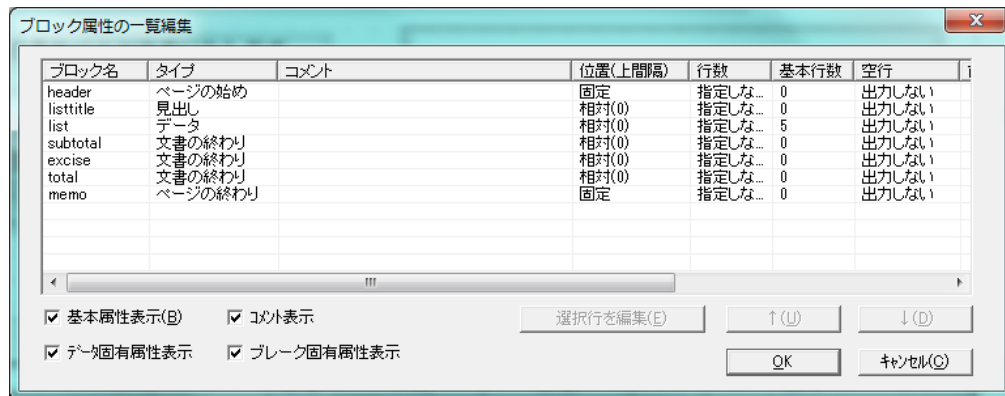 ブロック属性の一覧編集
ブロック名 タイプ コメント 位置(上間隔) 行数 基本行数 空行
header ページの始め 固定 指定しな... 0 出力しない
listtitle 見出し 相対(0) 指定しな... 0 出力しない
list データ 相対(0) 指定しな... 5 出力しない
subtotal 文書の終わり 相対(0) 指定しな... 0 出力しない
excise 文書の終わり 相対(0) 指定しな... 0 出力しない
total 文書の終わり 相対(0) 指定しな... 0 出力しない
memo ページの終わり 固定 指定しな... 0 出力しない
基本属性表示(B) コメント表示 選択行を編集(E) ↑(U) ↓(D)
データ固有属性表示 ブレーク固有属性表示 OK キャンセル(C)